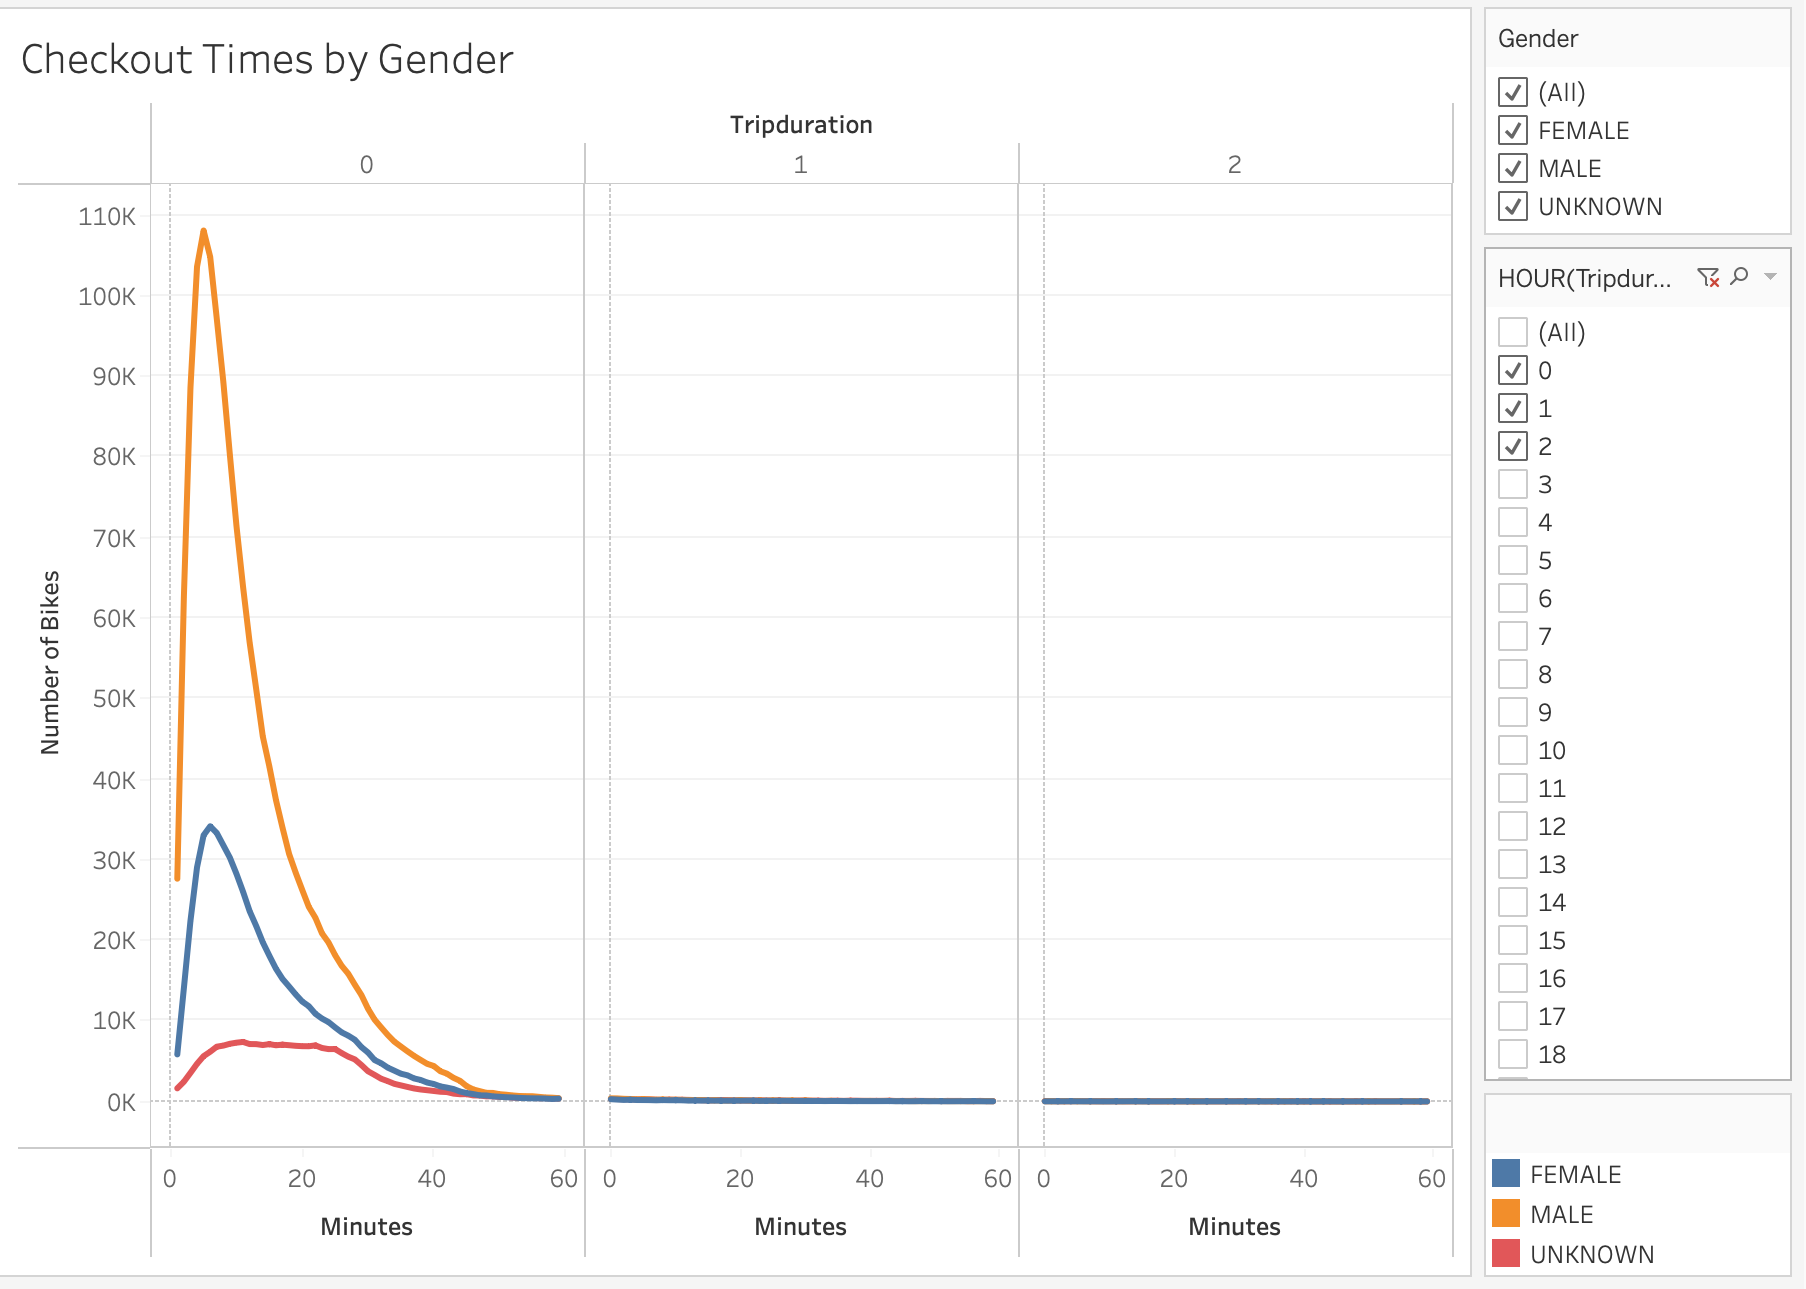 Checkout Times by Gender
Tripduration
0 1 2
110K
100K
90K
80K
70K
60K
50K
40K
30K
20K
10K
0K
Number of Bikes
0 20 40 60 0 20 40 60 0 20 40 60
Minutes Minutes Minutes
Gender
(All)
FEMALE
MALE
UNKNOWN
HOUR(Tripdur...
(All)
0
1
2
3
4
5
6
7
8
9
10
11
12
13
14
15
16
17
18
FEMALE
MALE
UNKNOWN